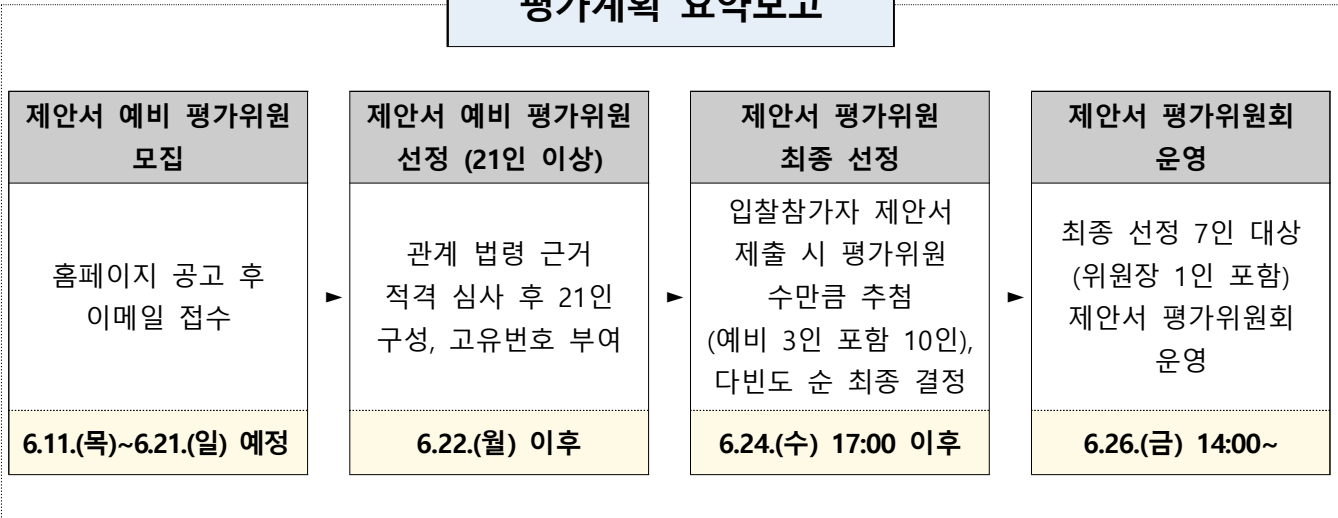 평가계획 요약보고
제안서 예비 평가위원
모집
홈페이지 공고 후
이메일 접수
6.11.(목)~6.21.(일) 예정
►
제안서 예비 평가위원
선정 (21인 이상)
관계 법령 근거
적격 심사 후 21인
구성, 고유번호 부여
6.22.(월) 이후
►
제안서 평가위원
최종 선정
입찰참가자 제안서
제출 시 평가위원
수만큼 추첨
(예비 3인 포함 10인),
다빈도 순 최종 결정
6.24.(수) 17:00 이후
►
제안서 평가위원회
운영
최종 선정 7인 대상
(위원장 1인 포함)
제안서 평가위원회
운영
6.26.(금) 14:00~